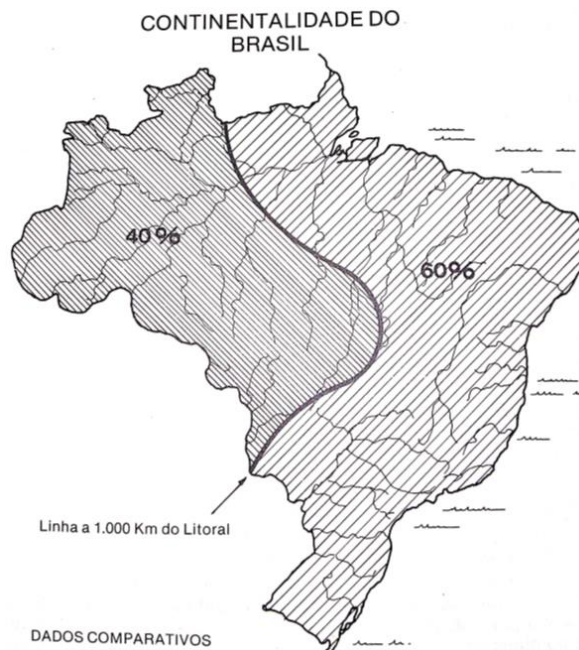 CONTINENTALIDADE DO
BRASIL
40%
60%
Linha a 1.000 Km do Litoral
DADOS COMPARATIVOS